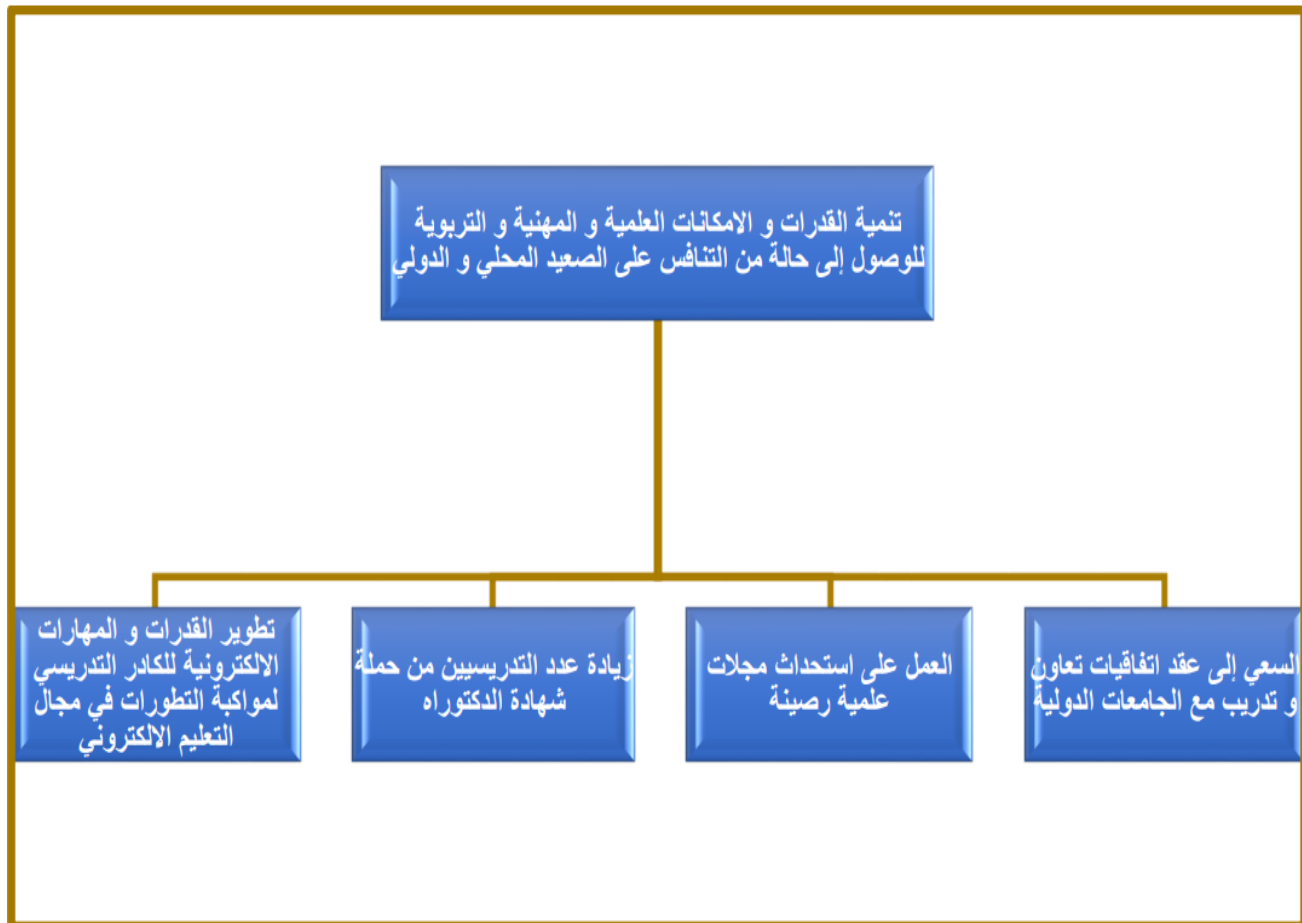 تنمية القدرات و الامكانات العلمية و المهنية و التربوية
للوصول إلى حالة من التنافس على الصعيد المحلي و الدولي
السعي إلى عقد اتفاقيات تعاون
و تدريب مع الجامعات الدولية
العمل على استحداث مجلات
علمية رصينة
زيادة عدد التدريسيين من حملة
شهادة الدكتوراه
تطوير القدرات و المهارات
الالكترونية للكادر التدريسي
لمواكبة التطورات في مجال
التعليم الالكتروني